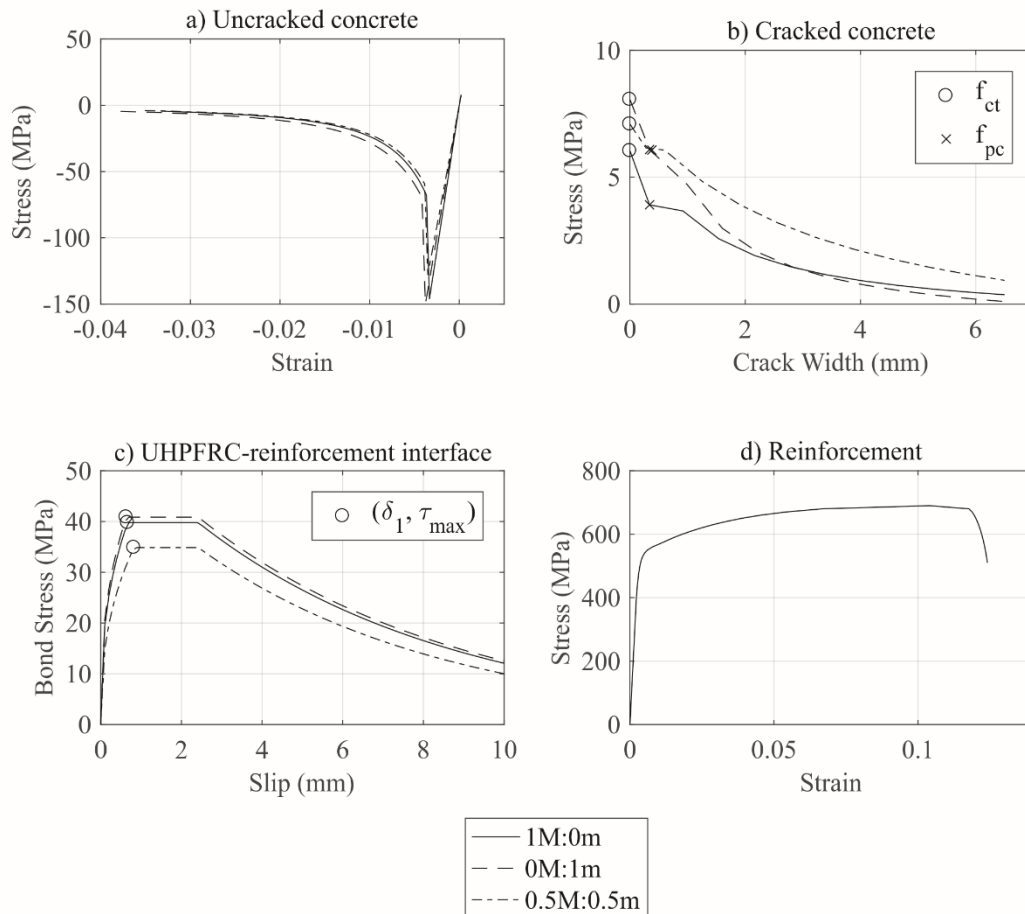 a) Uncracked concrete
50
0
-50
-100
-150
-0.04
-0.03
-0.02
-0.01
0
Stress (MPa)
Strain
b) Cracked concrete
10
5
0
0
2
4
6
Stress (MPa)
Crack Width (mm)
f_ct
f_pc
c) UHPFRC-reinforcement interface
50
40
30
20
10
0
0
2
4
6
8
10
Bond Stress (MPa)
Slip (mm)
(δ_1, τ_max)
d) Reinforcement
800
600
400
200
0
0
0.05
0.1
Stress (MPa)
Strain
1M:0m
0M:1m
0.5M:0.5m